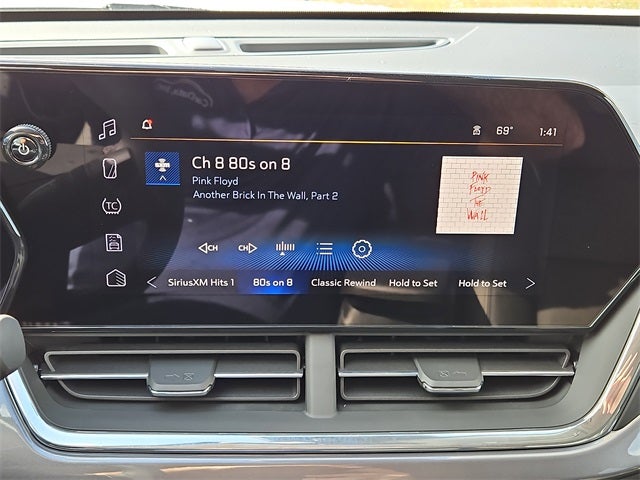 69° 1:41
Ch 8 80s on 8
Pink Floyd
Another Brick In The Wall, Part 2
PINK
FLOYD
THE
WALL
TC
CH CH
SiriusXM Hits 1 80s on 8 Classic Rewind Hold to Set Hold to Set